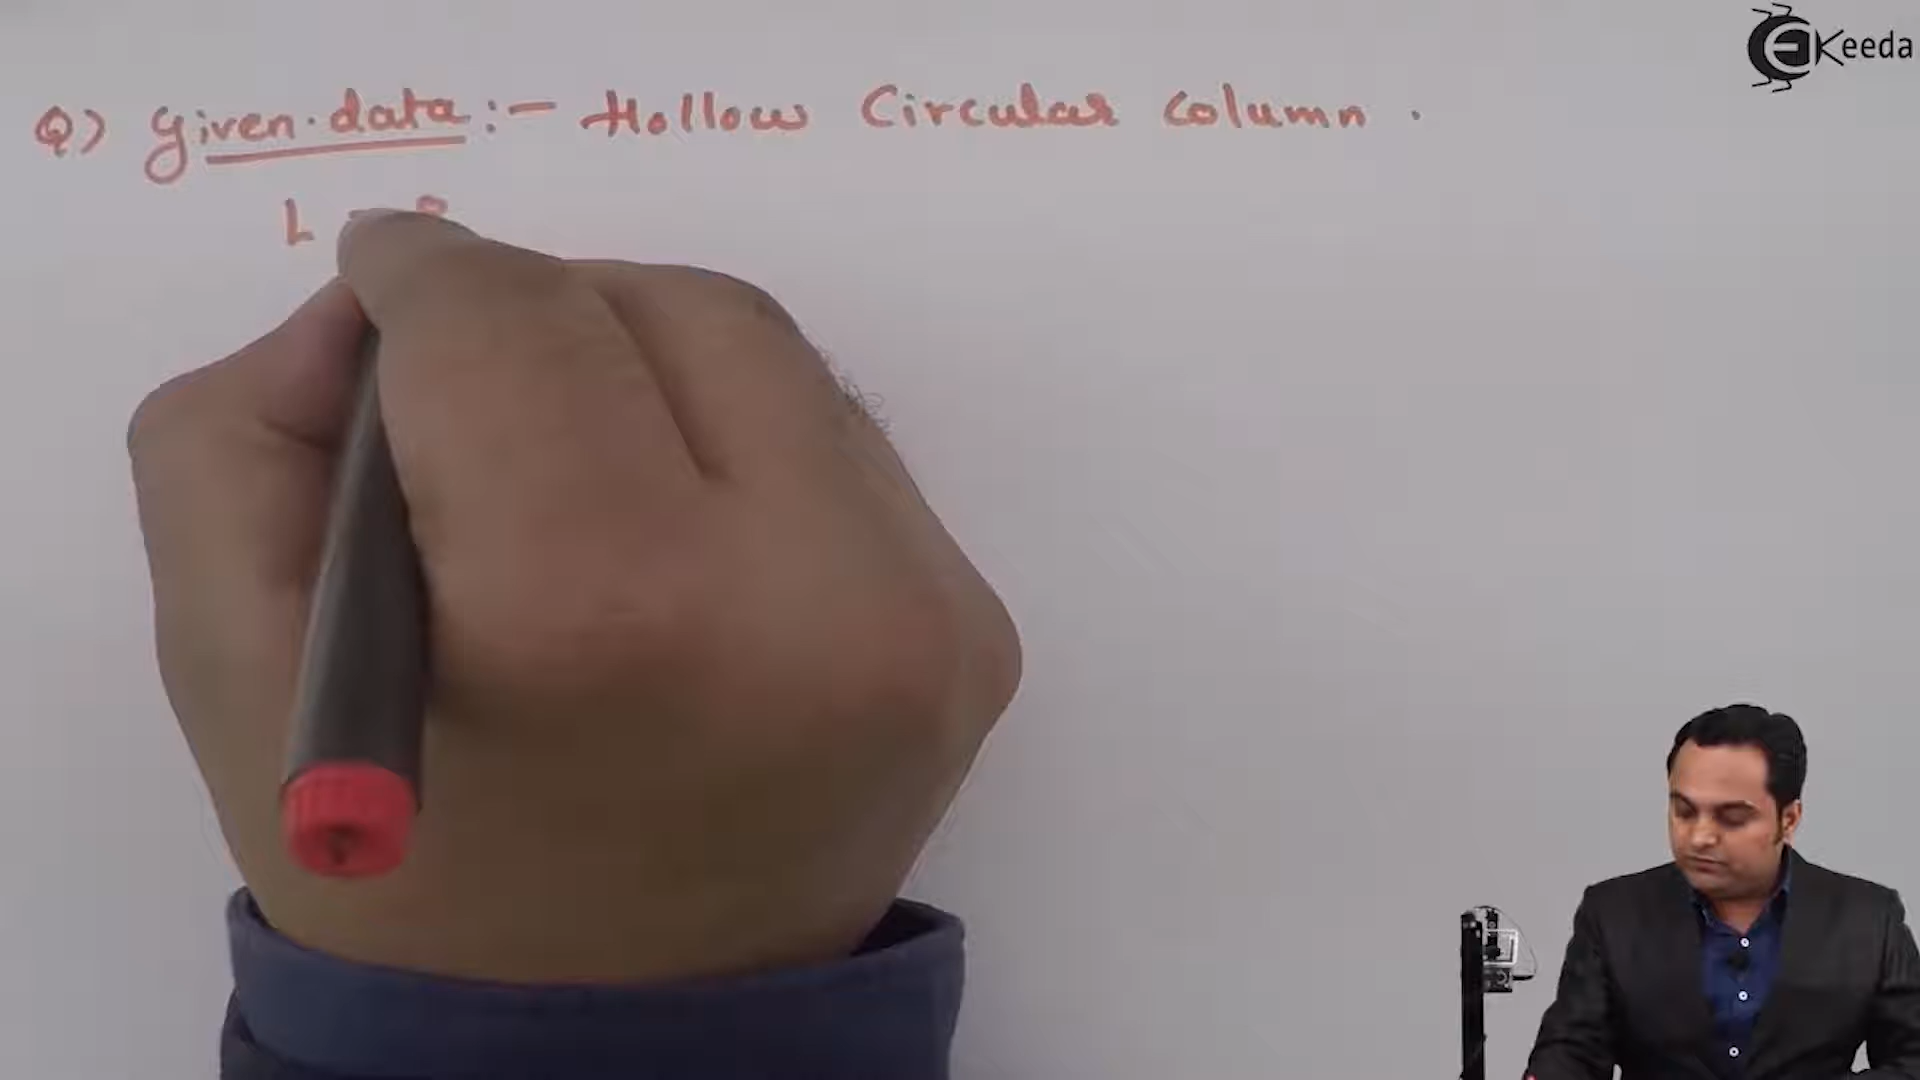 EKeeda
Q) Given data :- Hollow Circular column .
L